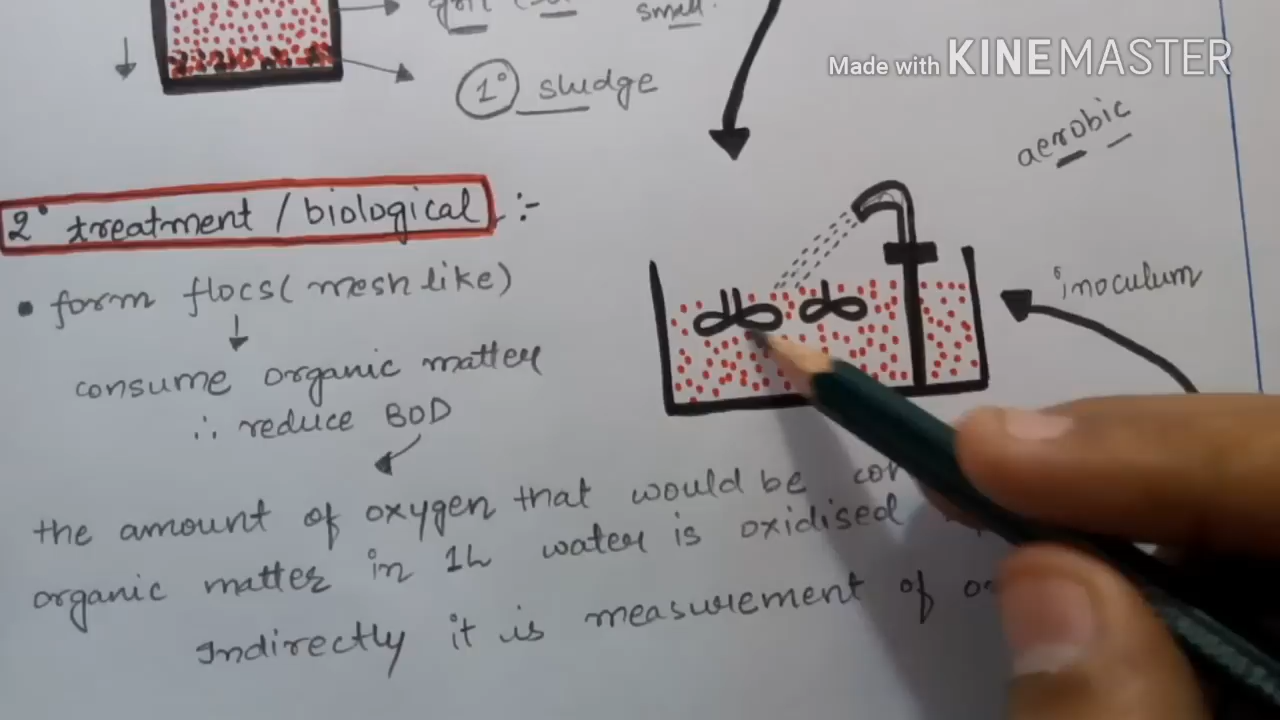 small.
1° sludge
Made with KINEMASTER
aerobic
2° treatment / biological :-
• form flocs (mesh like)
inoculum
consume organic matter
∴ reduce BOD
the amount of oxygen that would be
organic matter in 1L water is oxidised
Indirectly it is measurement of